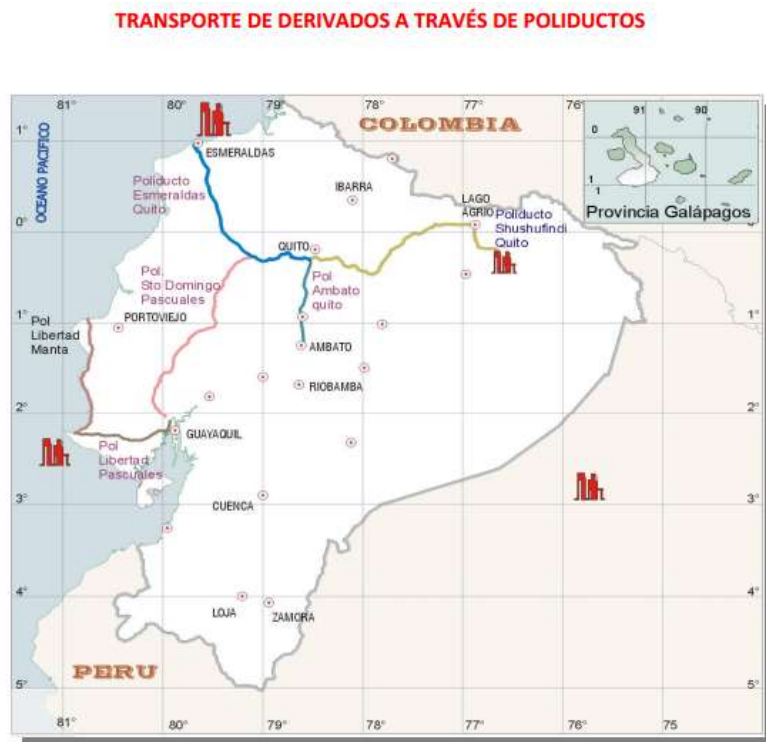 TRANSPORTE DE DERIVADOS A TRAVÉS DE POLIDUCTOS
81°
80°
79°
78°
77°
76°
91
90
0
1
1
Provincia Galápagos
COLOMBIA
OCEANO PACIFICO
1°
1°
ESMERALDAS
Poliducto
Esmeraldas
Quito
IBARRA
LAGO
AGRIO
Poliducto
Shushufindi
Quito
0°
0°
QUITO
Pol.
Sto Domingo
Pascuales
Pol
Ambato
quito
Pol
Libertad
Manta
PORTOVIEJO
1°
1°
AMBATO
RIOBAMBA
2°
2°
GUAYAQUIL
Pol
Libertad
Pascuales
CUENCA
3°
3°
4°
4°
LOJA
ZAMORA
PERU
5°
5°
81°
80°
79°
78°
77°
75